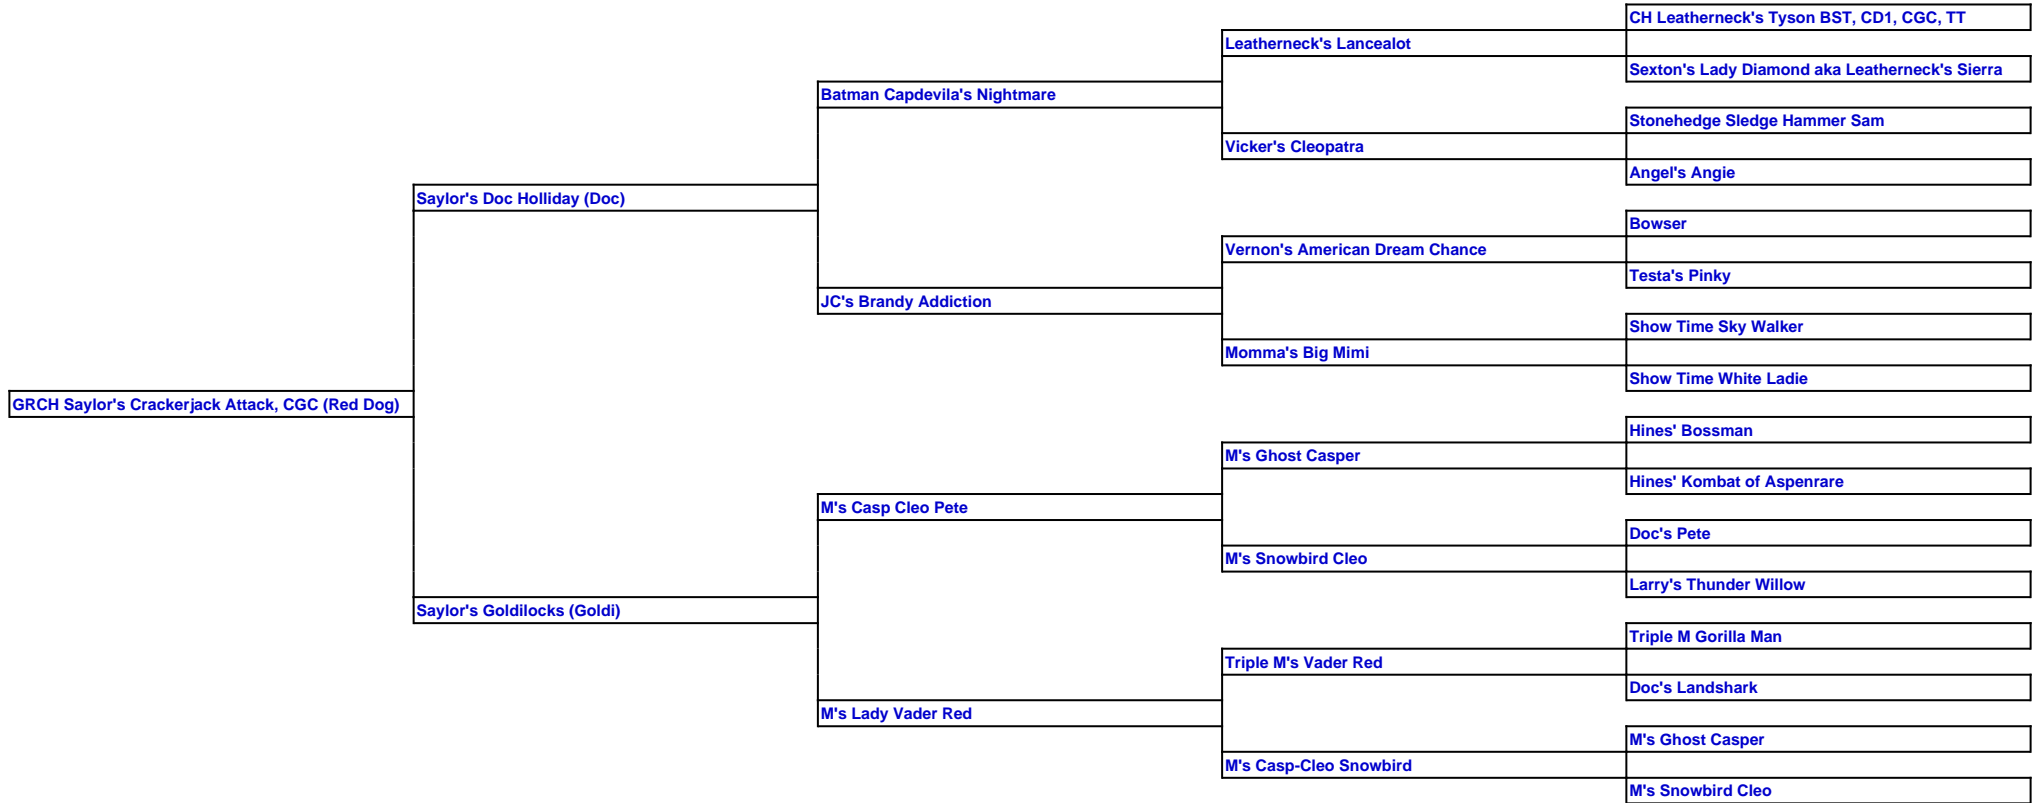 CH Leatherneck's Tyson BST, CD1, CGC, TT
Leatherneck's Lancealot
Sexton's Lady Diamond aka Leatherneck's Sierra
Batman Capdevila's Nightmare
Stonehedge Sledge Hammer Sam
Vicker's Cleopatra
Angel's Angie
Saylor's Doc Holliday (Doc)
Bowser
Vernon's American Dream Chance
Testa's Pinky
JC's Brandy Addiction
Show Time Sky Walker
Momma's Big Mimi
Show Time White Ladie
GRCH Saylor's Crackerjack Attack, CGC (Red Dog)
Hines' Bossman
M's Ghost Casper
Hines' Kombat of Aspenrare
M's Casp Cleo Pete
Doc's Pete
M's Snowbird Cleo
Larry's Thunder Willow
Saylor's Goldilocks (Goldi)
Triple M Gorilla Man
Triple M's Vader Red
Doc's Landshark
M's Lady Vader Red
M's Ghost Casper
M's Casp-Cleo Snowbird
M's Snowbird Cleo